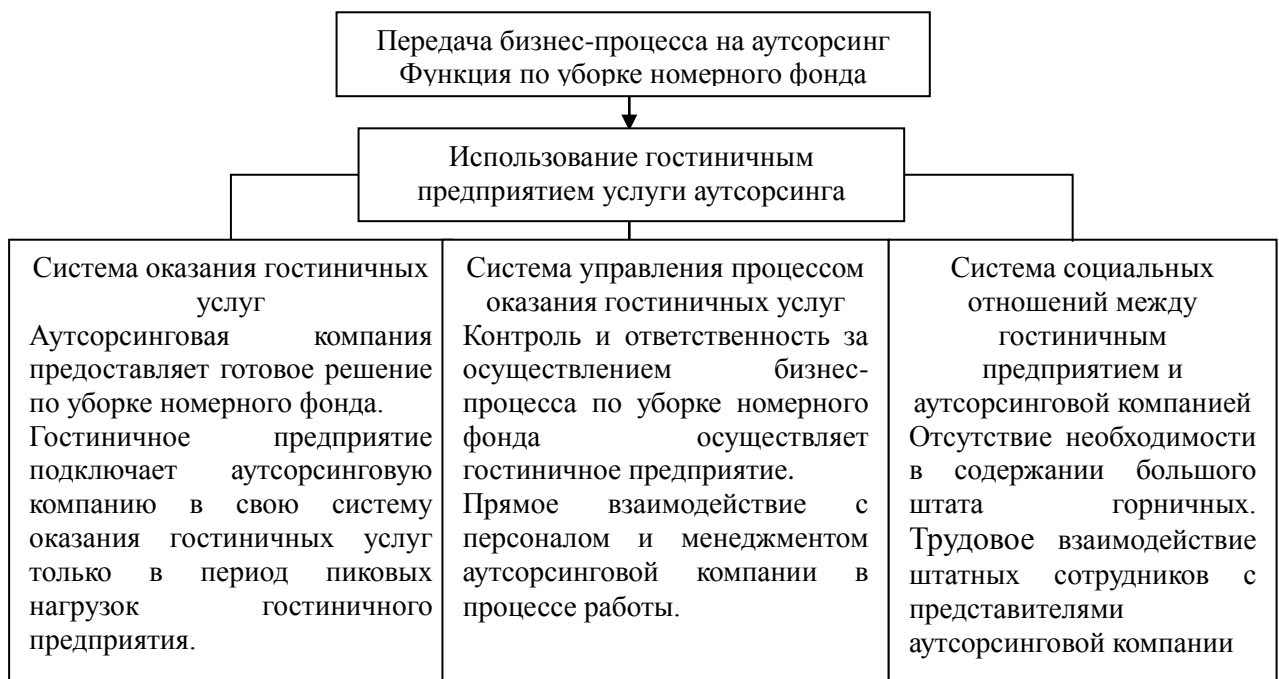 Передача бизнес-процесса на аутсорсинг
Функция по уборке номерного фонда
Использование гостиничным
предприятием услуги аутсорсинга
Система оказания гостиничных
услуг
Аутсорсинговая компания
предоставляет готовое решение
по уборке номерного фонда.
Гостиничное предприятие
подключает аутсорсинговую
компанию в свою систему
оказания гостиничных услуг
только в период пиковых
нагрузок гостиничного
предприятия.
Система управления процессом
оказания гостиничных услуг
Контроль и ответственность за
осуществлением бизнес-
процесса по уборке номерного
фонда осуществляет
гостиничное предприятие.
Прямое взаимодействие с
персоналом и менеджментом
аутсорсинговой компании в
процессе работы.
Система социальных
отношений между
гостиничным
предприятием и
аутсорсинговой компанией
Отсутствие необходимости
в содержании большого
штата горничных.
Трудовое взаимодействие
штатных сотрудников с
представителями
аутсорсинговой компании